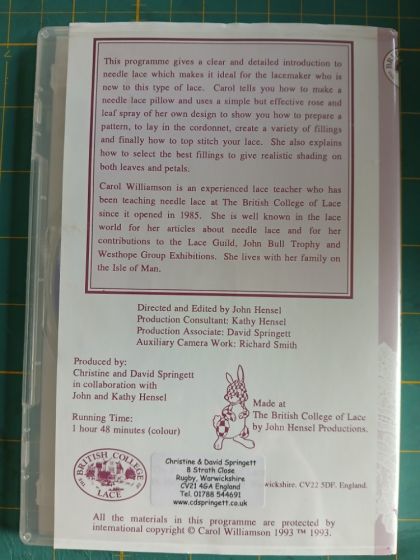 This programme gives a clear and detailed introduction to
needle lace which makes it ideal for the lacemaker who is
new to this type of lace. Carol tells you how to make a
needle lace pillow and uses a simple but effective rose and
leaf spray of her own design to show you how to prepare a
pattern, to lay in the cordonnet, create a variety of fillings
and finally how to top stitch your lace. She also explains
how to select the best fillings to give realistic shading on
both leaves and petals.
Carol Williamson is an experienced lace teacher who has
been teaching needle lace at The British College of Lace
since it opened in 1985. She is well known in the lace
world for her articles about needle lace and for her
contributions to the Lace Guild, John Bull Trophy and
Westhope Group Exhibitions. She lives with her family on
the Isle of Man.
Directed and Edited by John Hensel
Production Consultant: Kathy Hensel
Production Associate: David Springett
Auxiliary Camera Work: Richard Smith
Produced by:
Christine and David Springett
in collaboration with
John and Kathy Hensel
Running Time:
1 hour 48 minutes (colour)
Made at
The British College of Lace
by John Hensel Productions.
THE BRITISH COLLEGE
OF LACE
Christine & David Springett
8 Strath Close
Rugby, Warwickshire
CV21 4GA England
Tel. 01788 544691
www.cdspringett.co.uk
wickshire. CV22 5DF. England.
All the materials in this programme are protected by
international copyright © Carol Williamson 1993 ™ 1993.